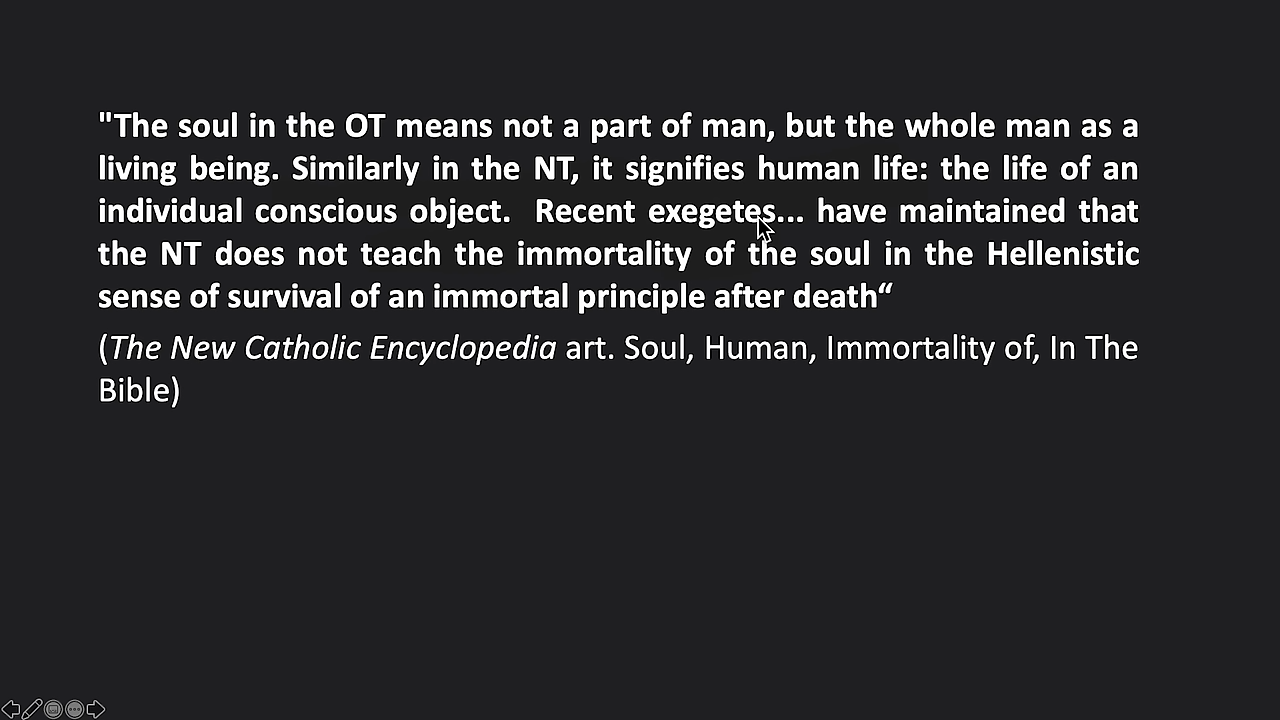 "The soul in the OT means not a part of man, but the whole man as a
living being. Similarly in the NT, it signifies human life: the life of an
individual conscious object.  Recent exegetes... have maintained that
the NT does not teach the immortality of the soul in the Hellenistic
sense of survival of an immortal principle after death“
(The New Catholic Encyclopedia art. Soul, Human, Immortality of, In The
Bible)